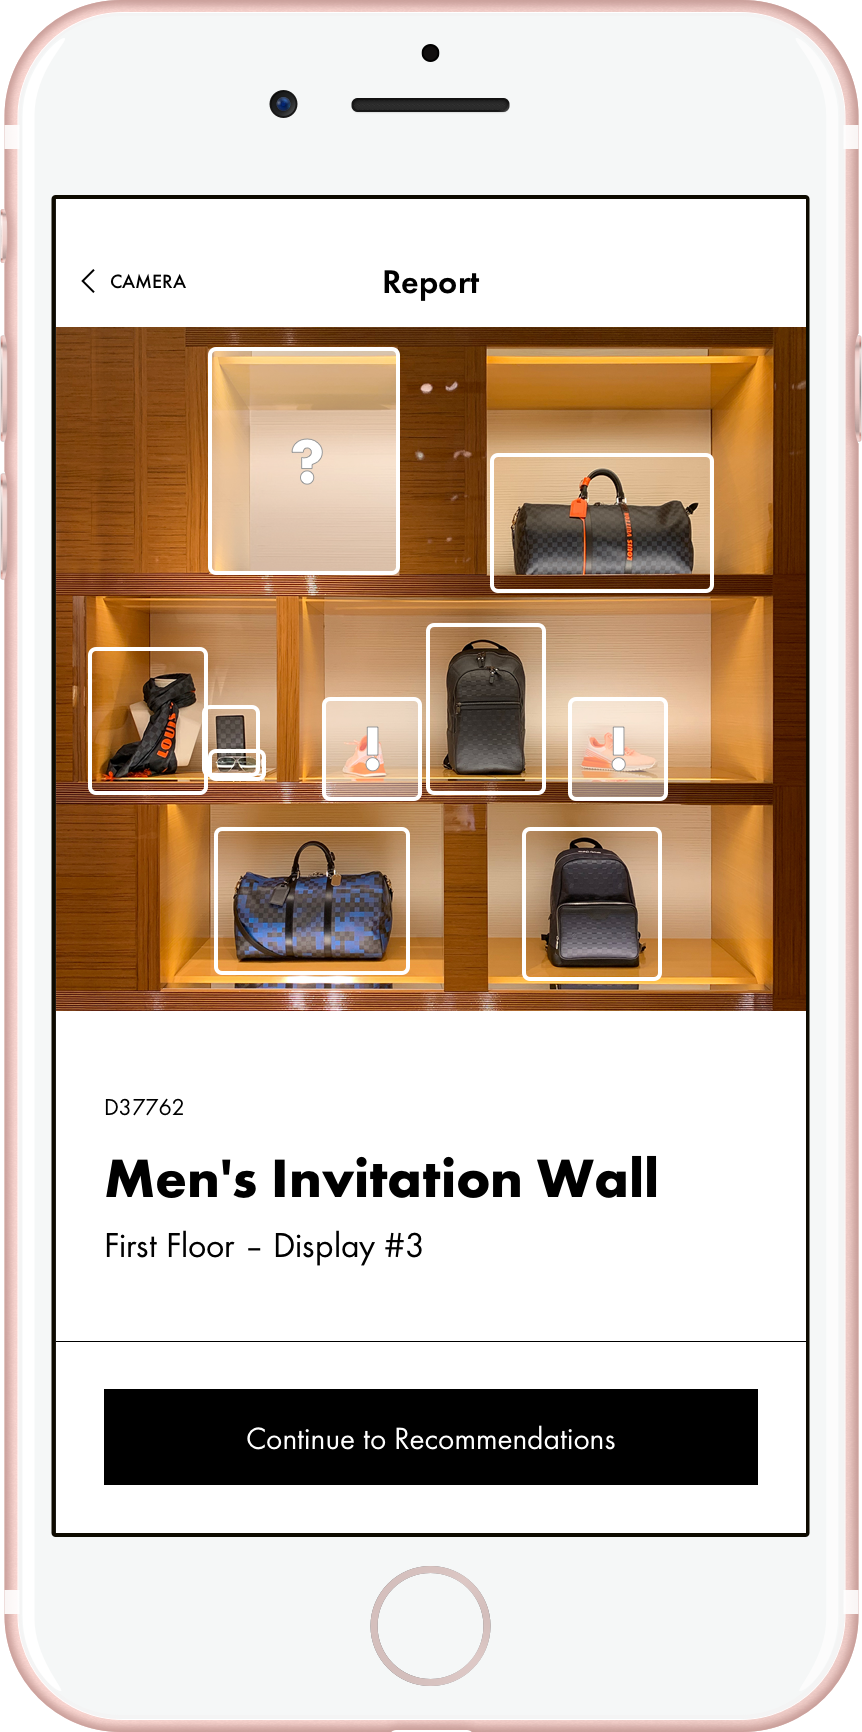 CAMERA
Report
?
LOUIS VUITTON
LOUIS
!
!
D37762
Men's Invitation Wall
First Floor – Display #3
Continue to Recommendations